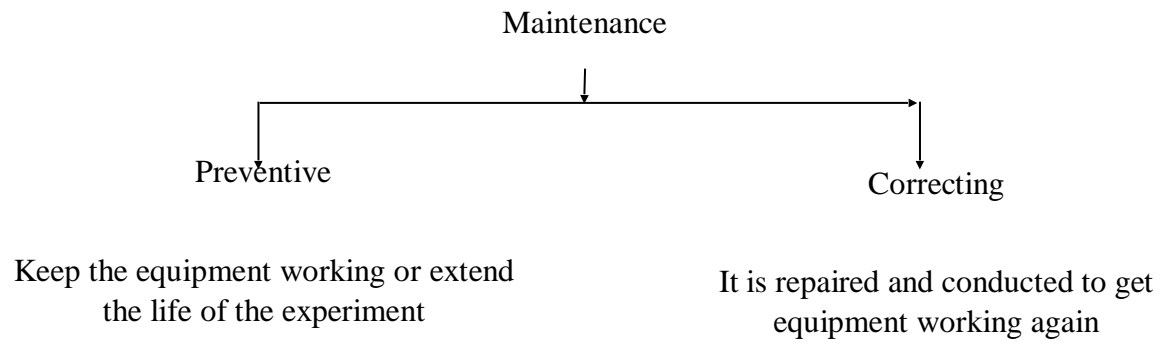 Maintenance
Preventive
Correcting
Keep the equipment working or extend
the life of the experiment
It is repaired and conducted to get
equipment working again